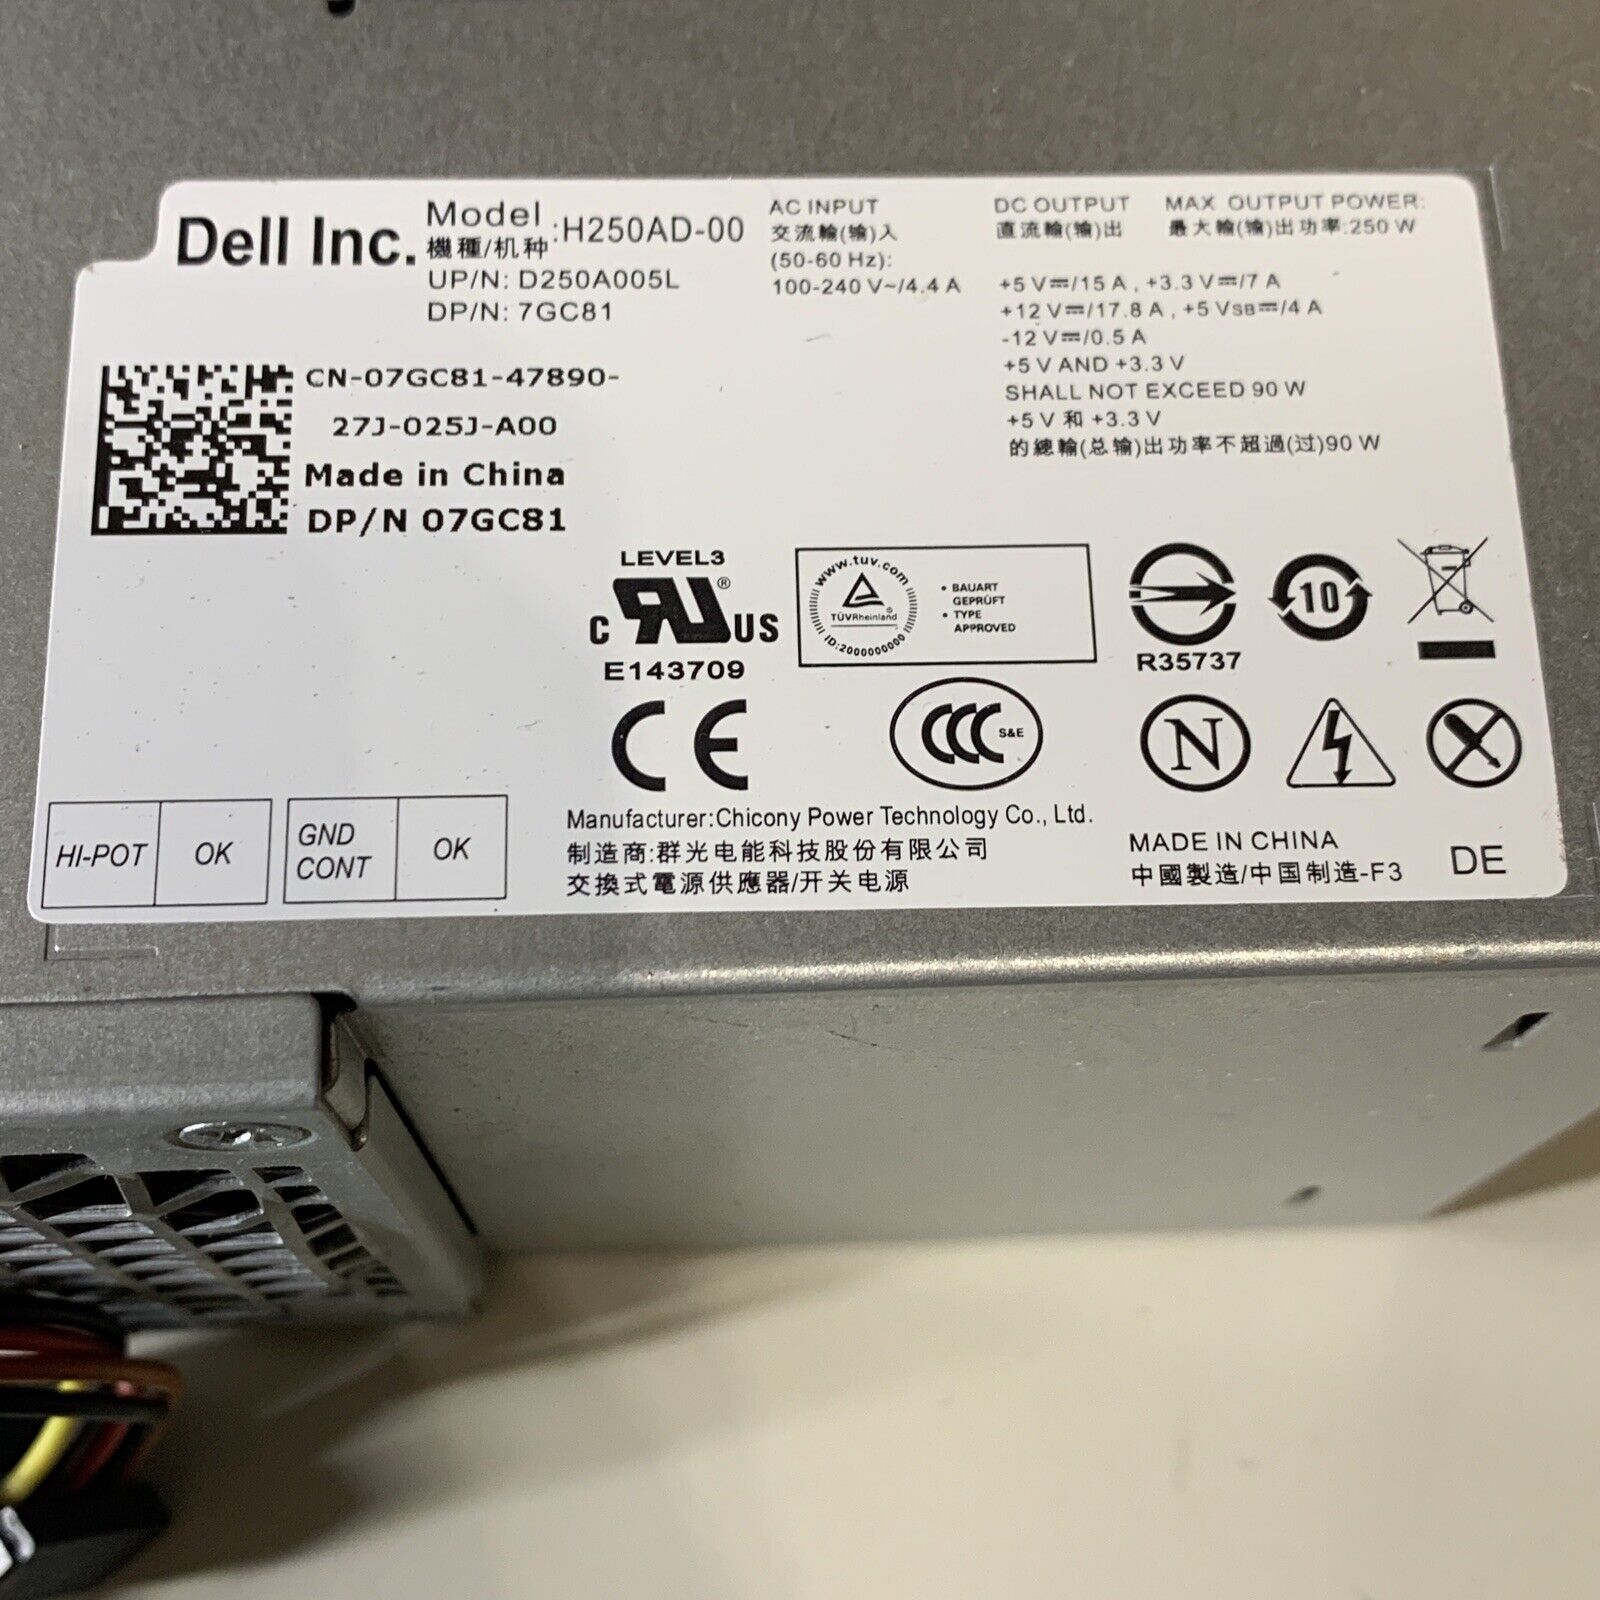 Dell Inc.
Model
機種/机种 :H250AD-00
UP/N: D250A005L
DP/N: 7GC81
AC INPUT
交流輸(输)入
(50-60 Hz):
100-240 V~/4.4 A
DC OUTPUT
直流輸(输)出
MAX OUTPUT POWER:
最大輸(输)出功率:250 W
+5 V⎓/15 A , +3.3 V⎓/7 A
+12 V⎓/17.8 A , +5 VSB⎓/4 A
-12 V⎓/0.5 A
+5 V AND +3.3 V
SHALL NOT EXCEED 90 W
+5 V 和 +3.3 V
的總輸(总输)出功率不超過(过)90 W
CN-07GC81-47890-
27J-025J-A00
Made in China
DP/N 07GC81
LEVEL3
c RU® US
E143709
www.tuv.com
TÜVRheinland®
ID:2000000000
• BAUART
GEPRÜFT
• TYPE
APPROVED
R35737
10
CE
CCC S&E
N
HI-POT OK
GND
CONT OK
Manufacturer:Chicony Power Technology Co., Ltd.
制造商:群光电能科技股份有限公司
交換式電源供應器/开关电源
MADE IN CHINA
中國製造/中国制造-F3
DE